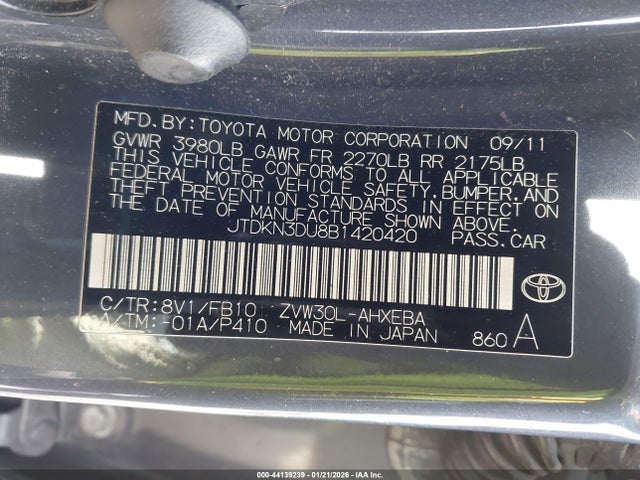 MFD. BY: TOYOTA MOTOR CORPORATION 09/11
GVWR 3980LB GAWR FR 2270LB RR 2175LB
THIS VEHICLE CONFORMS TO ALL APPLICABLE
FEDERAL MOTOR VEHICLE SAFETY, BUMPER, AND
THEFT PREVENTION STANDARDS IN EFFECT ON
THE DATE OF MANUFACTURE SHOWN ABOVE.
JTDKN3DU8B1420420 PASS. CAR
C/TR: 8V1/FB10 ZVW30L-AHXEBA
A/TM: -01A/P410 MADE IN JAPAN 860 A
000-44139239 - 01/21/2026 - IAA Inc.